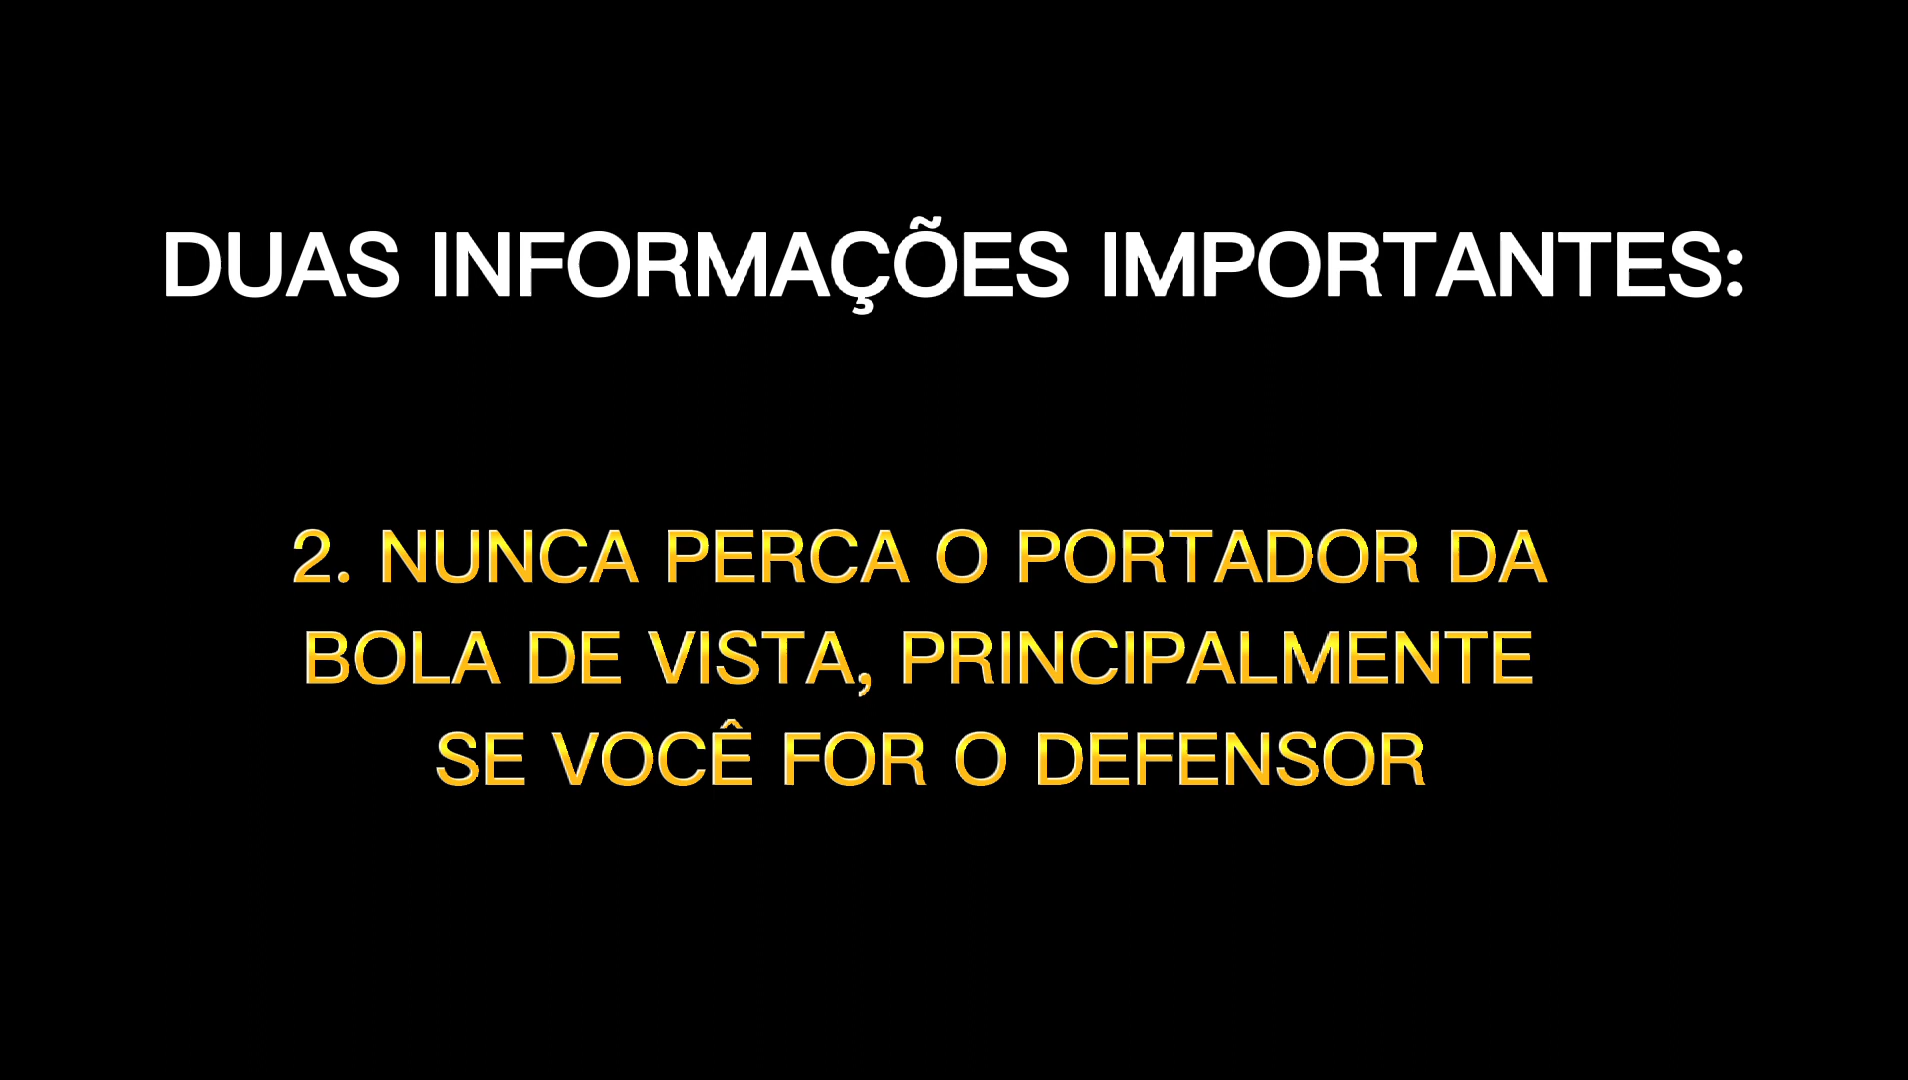 DUAS INFORMAÇÕES IMPORTANTES:
2. NUNCA PERCA O PORTADOR DA
BOLA DE VISTA, PRINCIPALMENTE
SE VOCÊ FOR O DEFENSOR